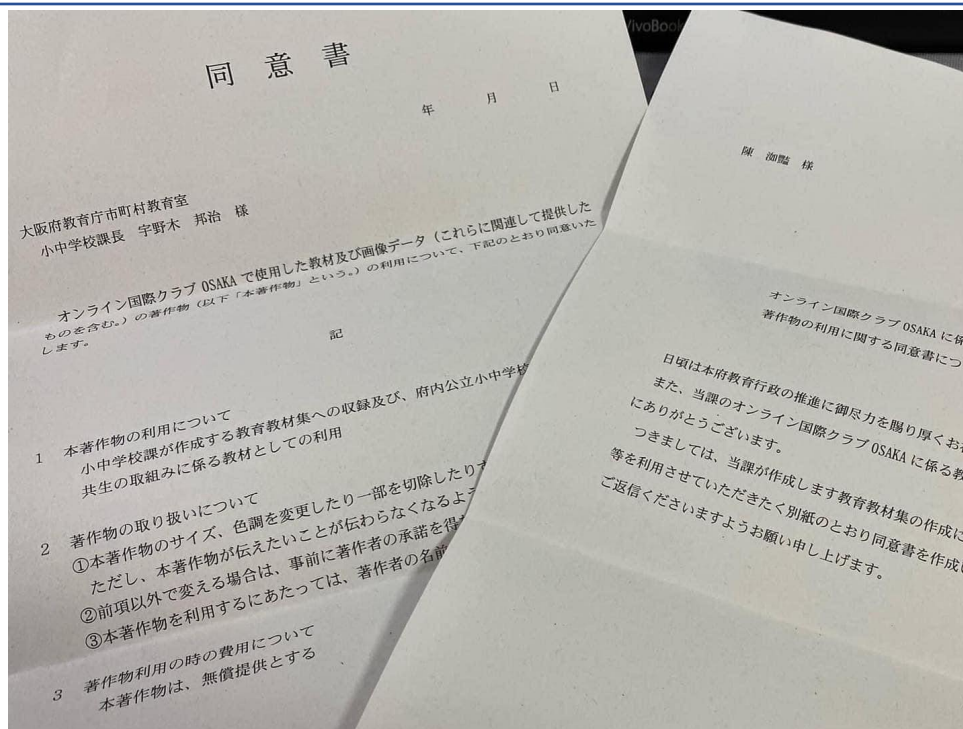 VivoBook
同 意 書
年 月 日
大阪府教育庁市町村教育室
小中学校課長 宇野木 邦治 様
オンライン国際クラブ OSAKA で使用した教材及び画像データ(これらに関連して提供した
ものを含む。)の著作物(以下「本著作物」という。)の利用について、下記のとおり同意いた
します。
記
1 本著作物の利用について
小中学校課が作成する教育教材集への収録及び、府内公立小中学校
共生の取組みに係る教材としての利用
2 著作物の取り扱いについて
①本著作物のサイズ、色調を変更したり一部を切除したりす
ただし、本著作物が伝えたいことが伝わらなくなるよ
②前項以外で変える場合は、事前に著作者の承諾を得
③本著作物を利用するにあたっては、著作者の名前
3 著作物利用の時の費用について
本著作物は、無償提供とする
陳 様
オンライン国際クラブ OSAKA に係
著作物の利用に関する同意書につ
日頃は本府教育行政の推進に御尽力を賜り厚くお礼
また、当課のオンライン国際クラブ OSAKA に係る教
にありがとうございます。
つきましては、当課が作成します教育教材集の作成に
等を利用させていただきたく別紙のとおり同意書を作成
ご返信くださいますようお願い申し上げます。